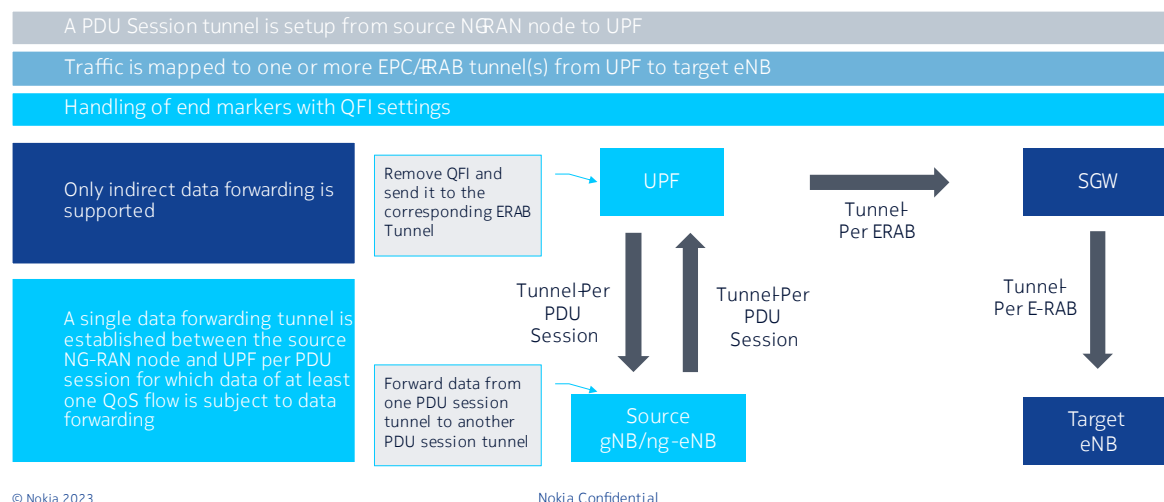 A PDU Session tunnel is setup from source NG-RAN node to UPF
Traffic is mapped to one or more EPC/E-RAB tunnel(s) from UPF to target eNB
Handling of end markers with QFI settings
Only indirect data forwarding is
supported
Remove QFI and
send it to the
corresponding ERAB
Tunnel
UPF
Tunnel-
Per ERAB
SGW
Tunnel-Per
PDU
Session
Tunnel-Per
PDU
Session
Tunnel-
Per E-RAB
A single data forwarding tunnel is
established between the source
NG-RAN node and UPF per PDU
session for which data of at least
one QoS flow is subject to data
forwarding
Forward data from
one PDU session
tunnel to another
PDU session tunnel
Source
gNB/ng-eNB
Target
eNB
© Nokia 2023
Nokia Confidential